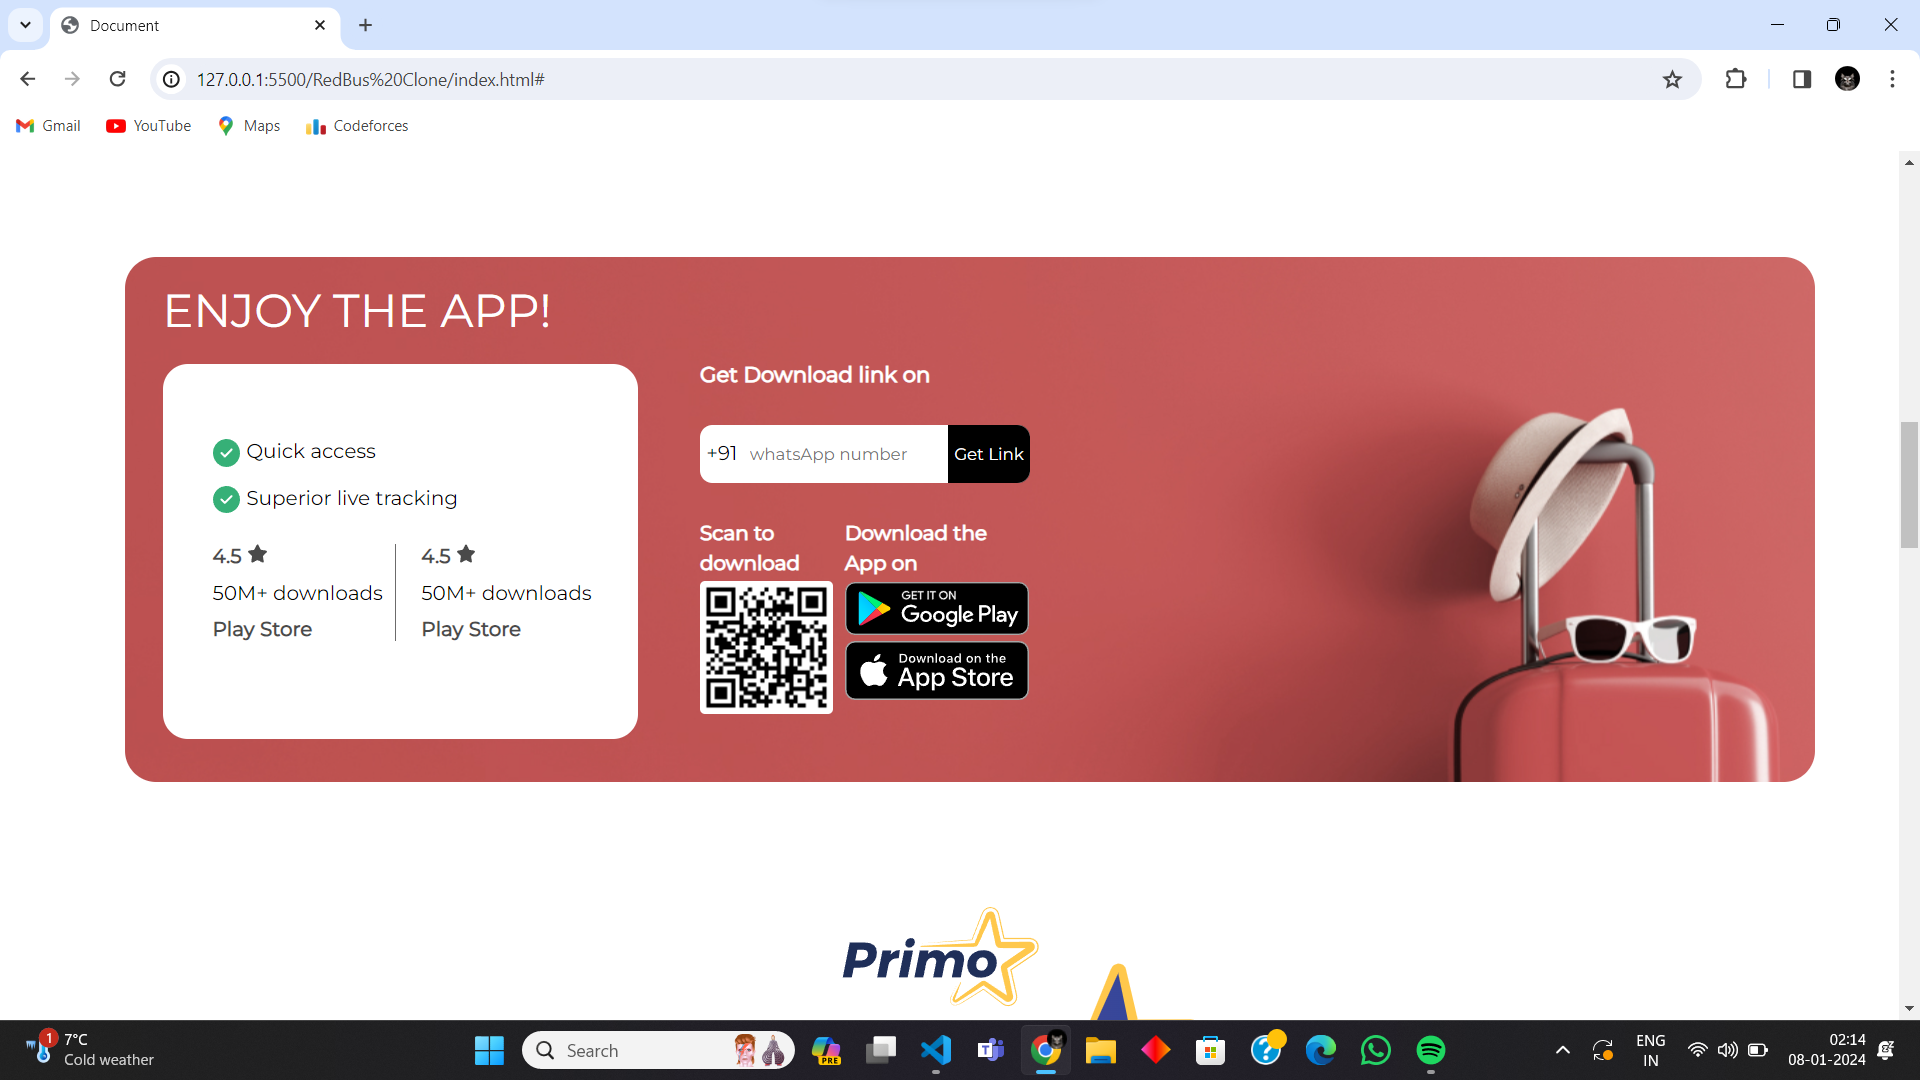 Document
127.0.0.1:5500/RedBus%20Clone/index.html#
Gmail YouTube Maps Codeforces
ENJOY THE APP!
Quick access
Superior live tracking
4.5
50M+ downloads
Play Store
4.5
50M+ downloads
Play Store
Get Download link on
+91 whatsApp number Get Link
Scan to
download
Download the
App on
GET IT ON
Google Play
Download on the
App Store
Primo
1
7°C
Cold weather
Search
PRE
ENG
IN
02:14
08-01-2024